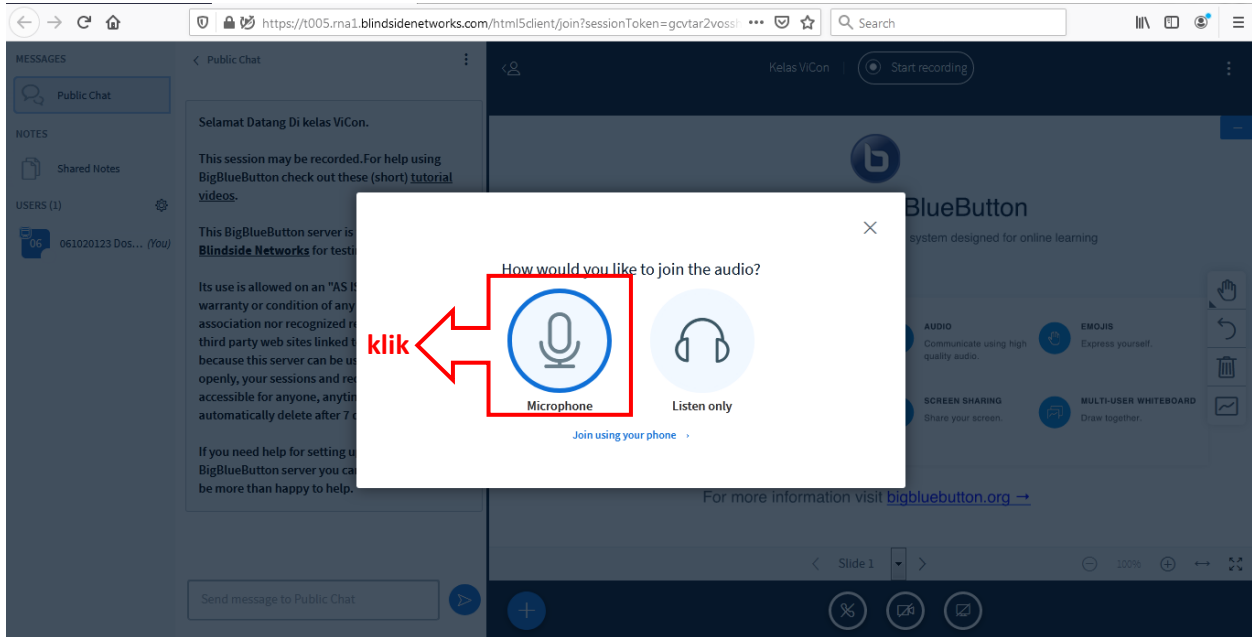 https://t005.rna1.blindsidenetworks.com/html5client/join?sessionToken=gcvtar2voss
Search
MESSAGES
Public Chat
NOTES
Shared Notes
USERS (1)
06
061020123 Dos... (You)
Public Chat
Selamat Datang Di kelas ViCon.
This session may be recorded.For help using
BigBlueButton check out these (short) tutorial
videos.
This BigBlueButton server is
Blindside Networks for testi
Its use is allowed on an "AS IS
warranty or condition of any
association nor recognized re
third party web sites linked t
because this server can be us
openly, your sessions and rec
accessible for anyone, anytim
automatically delete after 7 d
If you need help for setting u
BigBlueButton server you ca
be more than happy to help.
Send message to Public Chat
Kelas ViCon
Start recording
BlueButton
system designed for online learning
How would you like to join the audio?
klik
Microphone
Listen only
Join using your phone
AUDIO
Communicate using high
quality audio.
EMOJIS
Express yourself.
SCREEN SHARING
Share your screen.
MULTI-USER WHITEBOARD
Draw together.
For more information visit bigbluebutton.org →
Slide 1
100%